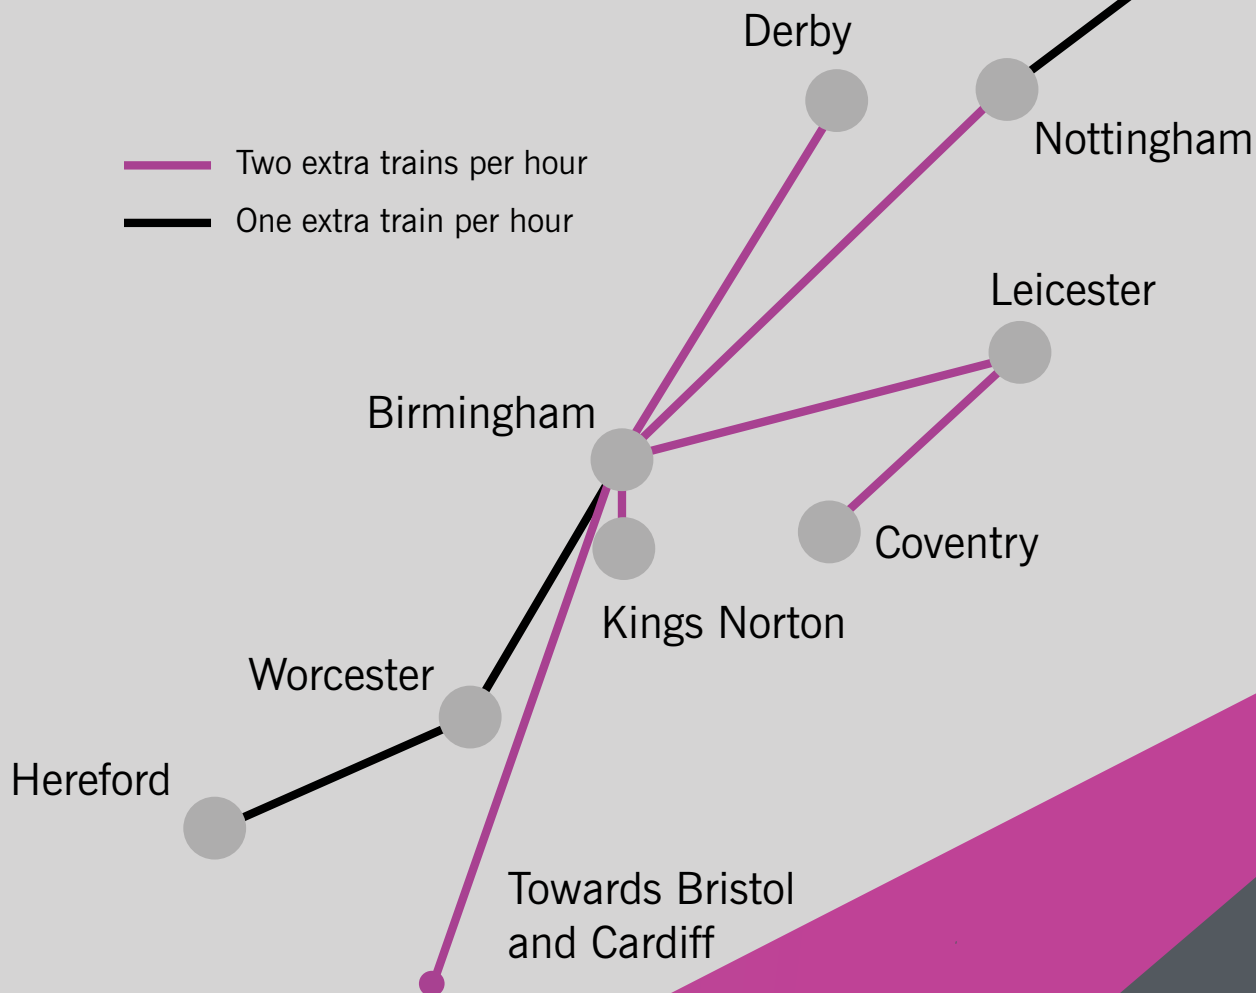 Derby
Nottingham
Two extra trains per hour
One extra train per hour
Leicester
Birmingham
Coventry
Kings Norton
Worcester
Hereford
Towards Bristol
and Cardiff